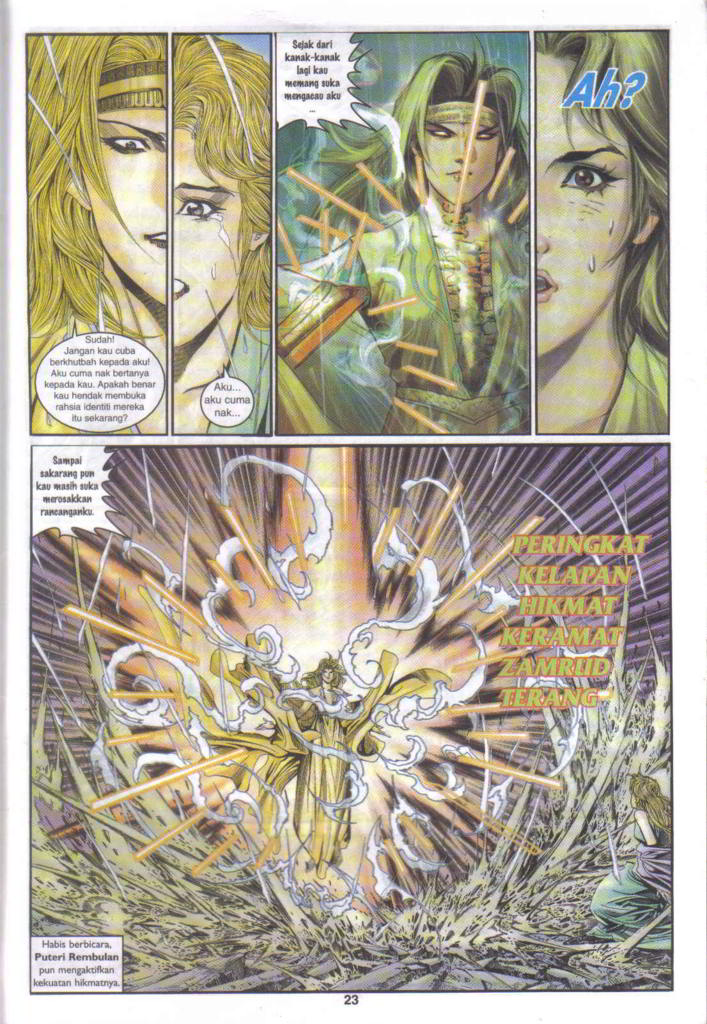 Sudah!
Jangan kau cuba
berkhutbah kepada aku!
Aku cuma nak bertanya
kepada kau. Apakah benar
kau hendak membuka
rahsia identiti mereka
itu sekarang?
Aku...
aku cuma
nak...
Sejak dari
kanak-kanak
lagi kau
memang suka
mengacau aku
...
Ah?
Sampai
sakarang pun
kau masih suka
merosakkan
rancanganku.
PERINGKAT
KELAPAN
HIKMAT
KERAMAT
ZAMRUD
TERANG
Habis berbicara,
Puteri Rembulan
pun mengaktifkan
kekuatan hikmatnya.
23